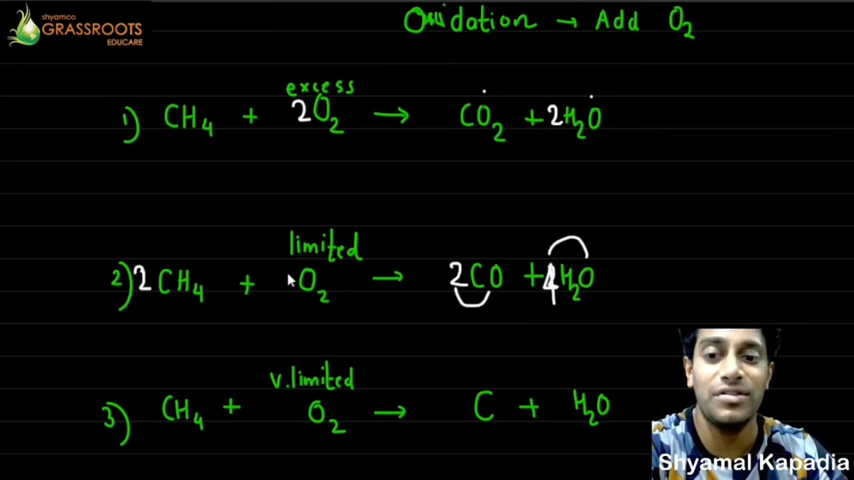 shyamco
GRASSROOTS
EDUCARE
Oxidation → Add O2
excess
1) CH4 + 2O2 → CO2 + 2H2O
limited
2) 2CH4 + O2 → 2CO + 4H2O
v.limited
3) CH4 + O2 → C + H2O
Shyamal Kapadia